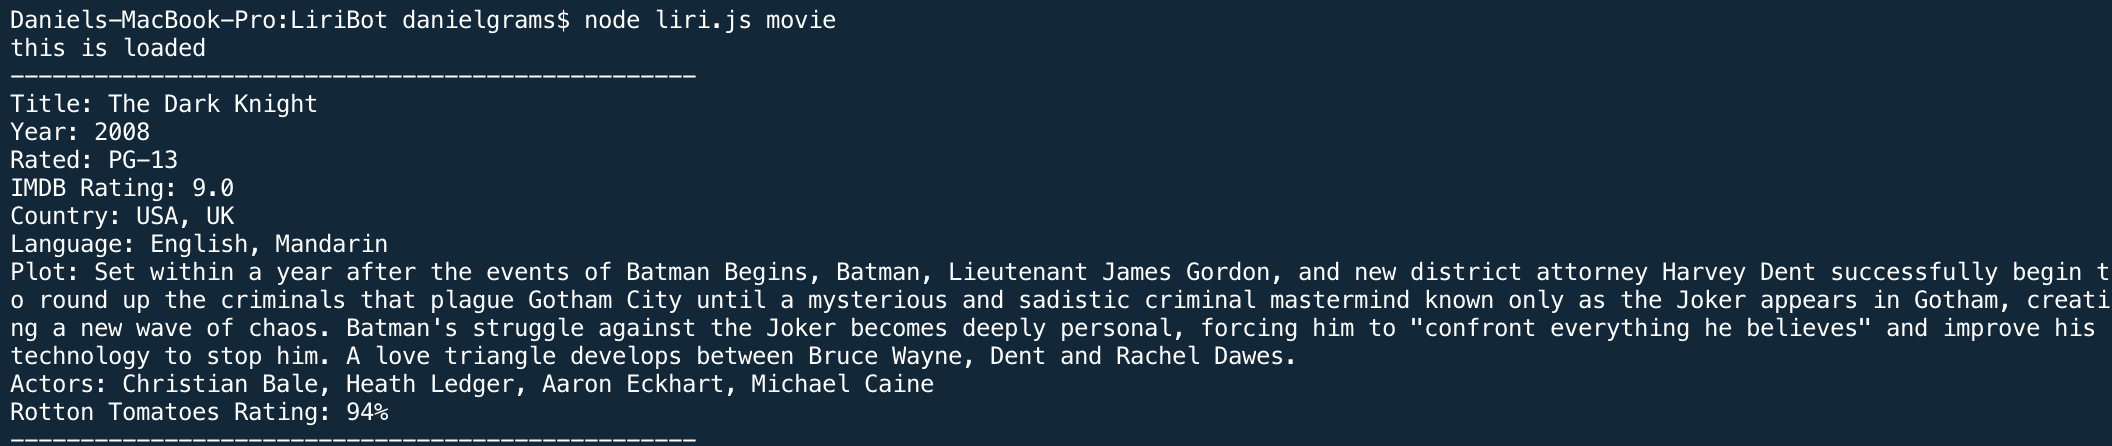 Daniels-MacBook-Pro:LiriBot danielgrams$ node liri.js movie
this is loaded
-------------------------------------------------
Title: The Dark Knight
Year: 2008
Rated: PG-13
IMDB Rating: 9.0
Country: USA, UK
Language: English, Mandarin
Plot: Set within a year after the events of Batman Begins, Batman, Lieutenant James Gordon, and new district attorney Harvey Dent successfully begin t
o round up the criminals that plague Gotham City until a mysterious and sadistic criminal mastermind known only as the Joker appears in Gotham, creati
ng a new wave of chaos. Batman's struggle against the Joker becomes deeply personal, forcing him to "confront everything he believes" and improve his
technology to stop him. A love triangle develops between Bruce Wayne, Dent and Rachel Dawes.
Actors: Christian Bale, Heath Ledger, Aaron Eckhart, Michael Caine
Rotton Tomatoes Rating: 94%
-------------------------------------------------